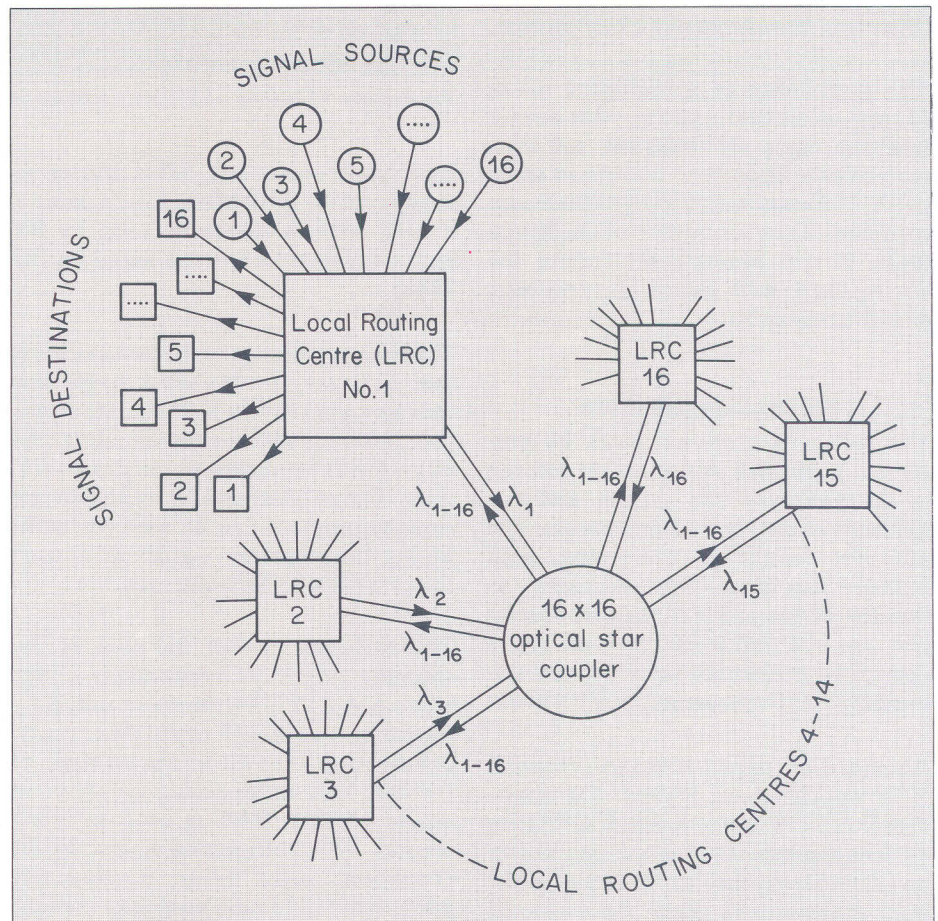 SIGNAL SOURCES
4
....
2
5
16
3
....
16
1
....
....
5
4
3
2
1
SIGNAL DESTINATIONS
Local Routing
Centre (LRC)
No.1
LRC
16
LRC
15
λ1-16
λ1
λ1-16
λ16
λ1-16
λ15
LRC
2
λ2
λ1-16
16 x 16
optical star
coupler
LRC
3
λ3
λ1-16
LOCAL ROUTING CENTRES 4-14